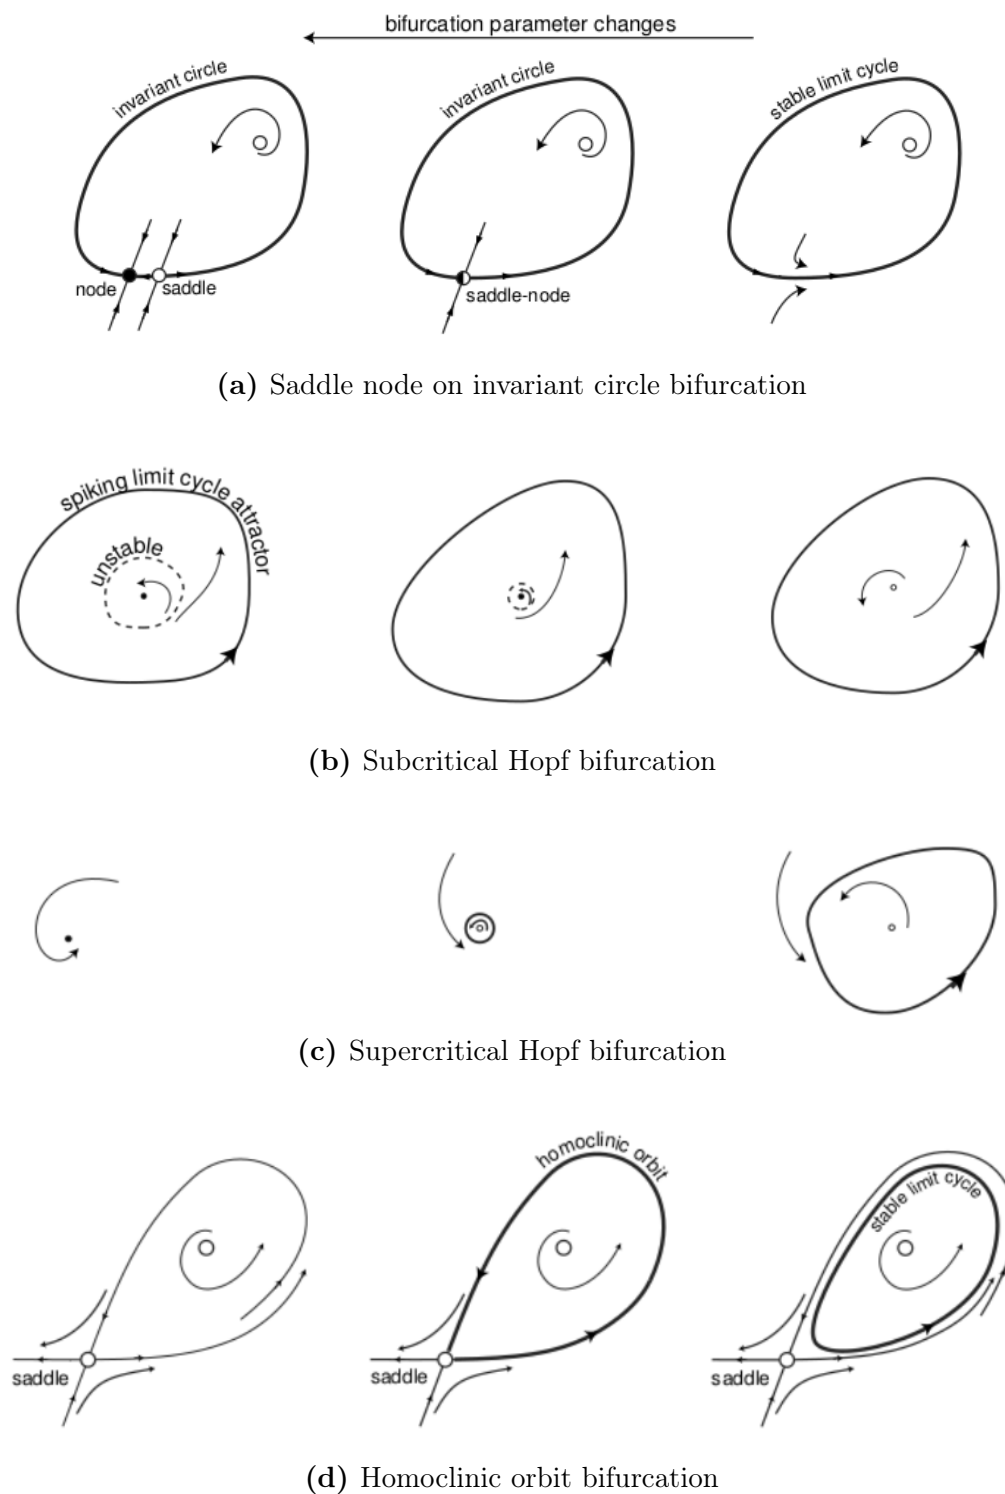 bifurcation parameter changes
invariant circle
invariant circle
stable limit cycle
node
saddle
saddle-node
(a) Saddle node on invariant circle bifurcation
spiking limit cycle attractor
unstable
(b) Subcritical Hopf bifurcation
(c) Supercritical Hopf bifurcation
homoclinic orbit
stable limit cycle
saddle
saddle
saddle
(d) Homoclinic orbit bifurcation